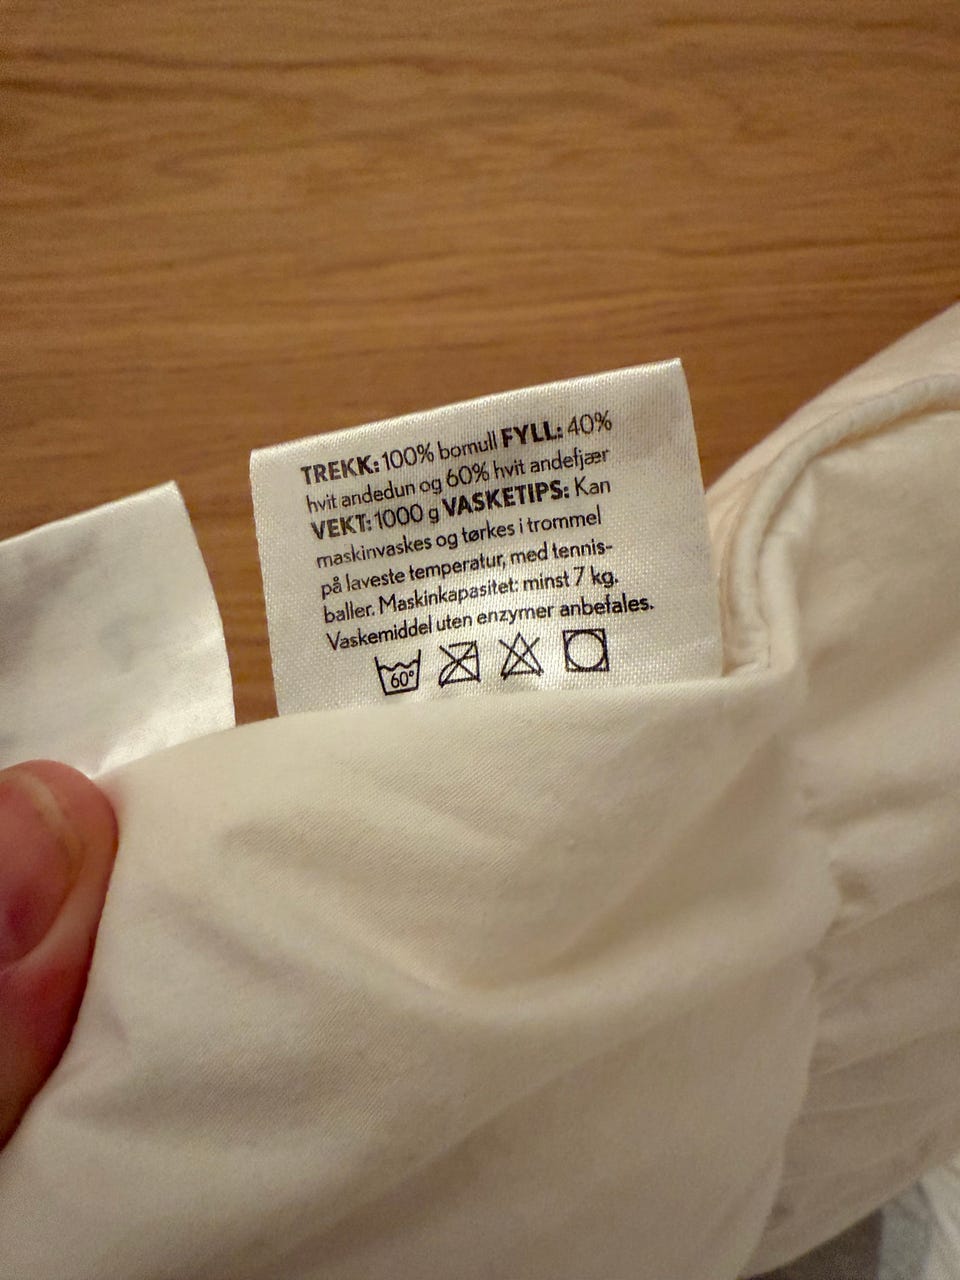 TREKK: 100% bomull FYLL: 40%
hvit andedun og 60% hvit andefjær
VEKT: 1000 g VASKETIPS: Kan
maskinvaskes og tørkes i trommel
på laveste temperatur, med tennis-
baller. Maskinkapasitet: minst 7 kg.
Vaskemiddel uten enzymer anbefales.
60°